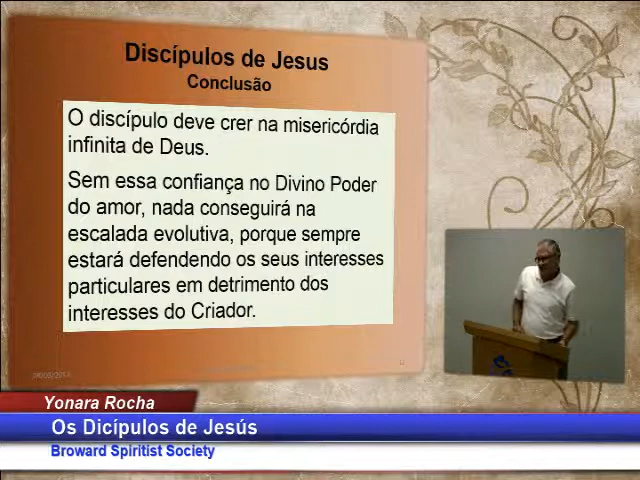 Discípulos de Jesus
Conclusão
O discípulo deve crer na misericórdia
infinita de Deus.
Sem essa confiança no Divino Poder
do amor, nada conseguirá na
escalada evolutiva, porque sempre
estará defendendo os seus interesses
particulares em detrimento dos
interesses do Criador.
Yonara Rocha
Os Dicípulos de Jesús
Broward Spiritist Society